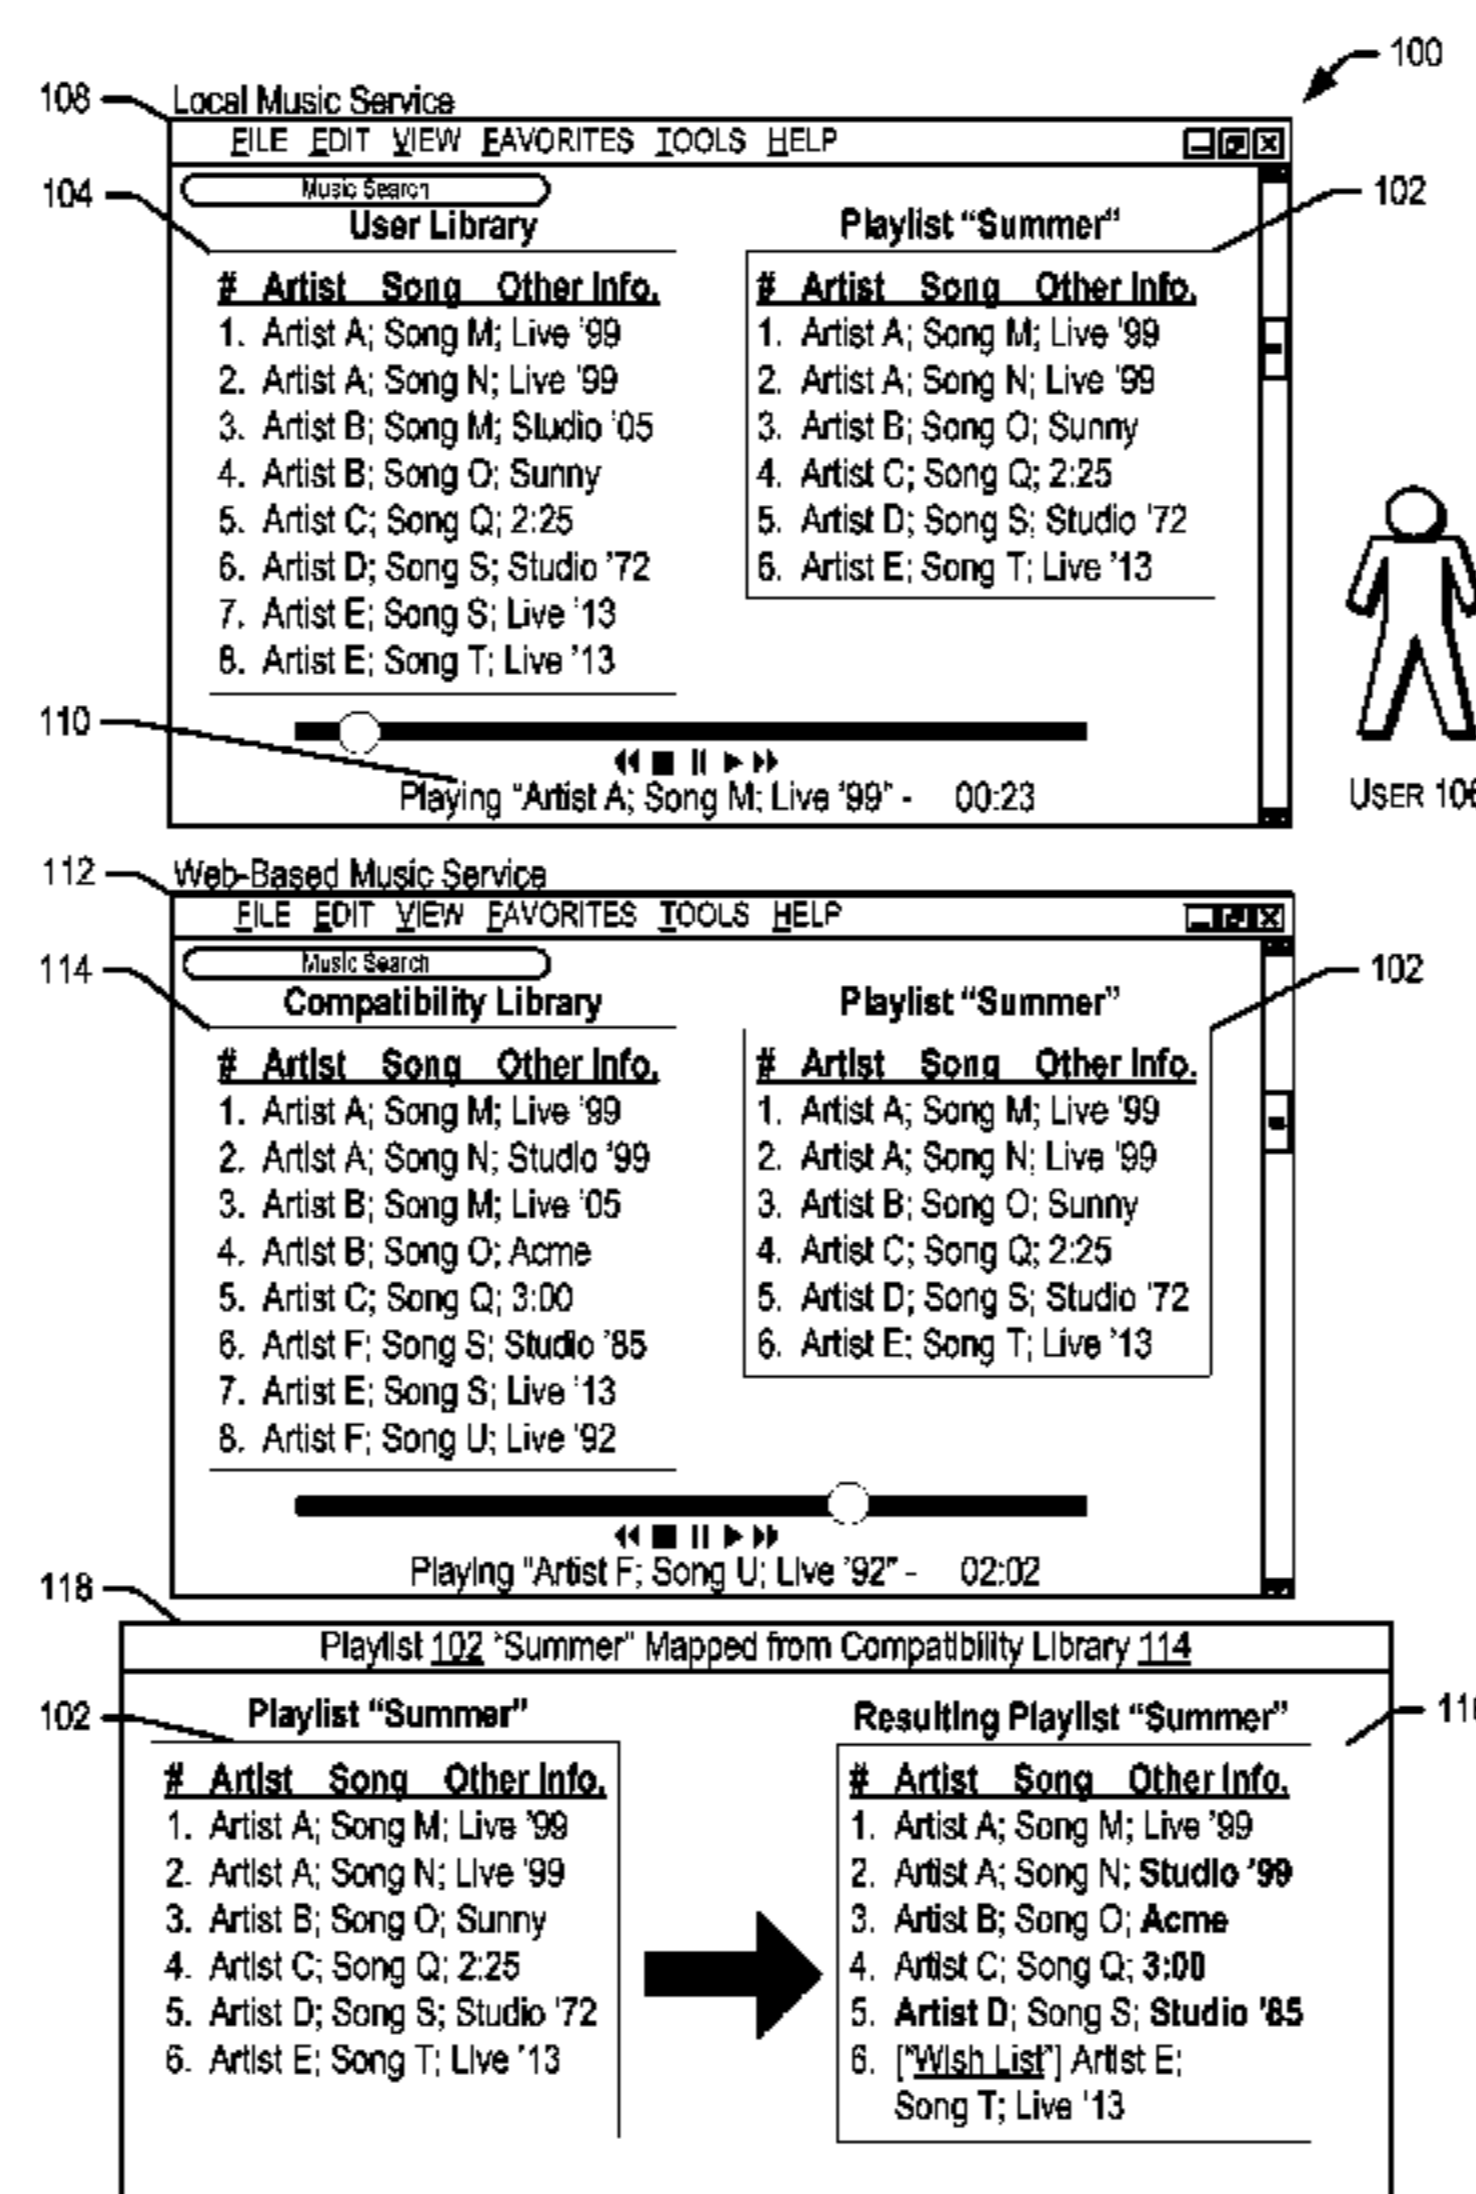 100
108
Local Music Service
FILE EDIT VIEW FAVORITES TOOLS HELP
104
Music Search
102
User Library
Playlist “Summer”
# Artist Song Other Info.
1. Artist A; Song M; Live '99
2. Artist A; Song N; Live '99
3. Artist B; Song M; Studio '05
4. Artist B; Song O; Sunny
5. Artist C; Song Q; 2:25
6. Artist D; Song S; Studio '72
7. Artist E; Song S; Live '13
8. Artist E; Song T; Live '13
# Artist Song Other Info.
1. Artist A; Song M; Live '99
2. Artist A; Song N; Live '99
3. Artist B; Song O; Sunny
4. Artist C; Song Q; 2:25
5. Artist D; Song S; Studio '72
6. Artist E; Song T; Live '13
110
Playing "Artist A; Song M; Live '99" - 00:23
USER
112
Web-Based Music Service
FILE EDIT VIEW FAVORITES TOOLS HELP
114
Music Search
102
Compatibility Library
Playlist “Summer”
# Artist Song Other Info.
1. Artist A; Song M; Live '99
2. Artist A; Song N; Studio '99
3. Artist B; Song M; Live '05
4. Artist B; Song O; Acme
5. Artist C; Song Q; 3:00
6. Artist F; Song S; Studio '85
7. Artist E; Song S; Live '13
8. Artist F; Song U; Live '92
# Artist Song Other Info.
1. Artist A; Song M; Live '99
2. Artist A; Song N; Live '99
3. Artist B; Song O; Sunny
4. Artist C; Song Q; 2:25
5. Artist D; Song S; Studio '72
6. Artist E; Song T; Live '13
Playing "Artist F; Song U; Live '92" - 02:02
118
Playlist 102 "Summer" Mapped from Compatibility Library 114
102
Playlist “Summer”
Resulting Playlist “Summer”
# Artist Song Other Info.
1. Artist A; Song M; Live '99
2. Artist A; Song N; Live '99
3. Artist B; Song O; Sunny
4. Artist C; Song Q; 2:25
5. Artist D; Song S; Studio '72
6. Artist E; Song T; Live '13
# Artist Song Other Info.
1. Artist A; Song M; Live '99
2. Artist A; Song N; Studio '99
3. Artist B; Song O; Acme
4. Artist C; Song Q; 3:00
5. Artist D; Song S; Studio '85
6. ["Wish List"] Artist E;
Song T; Live '13